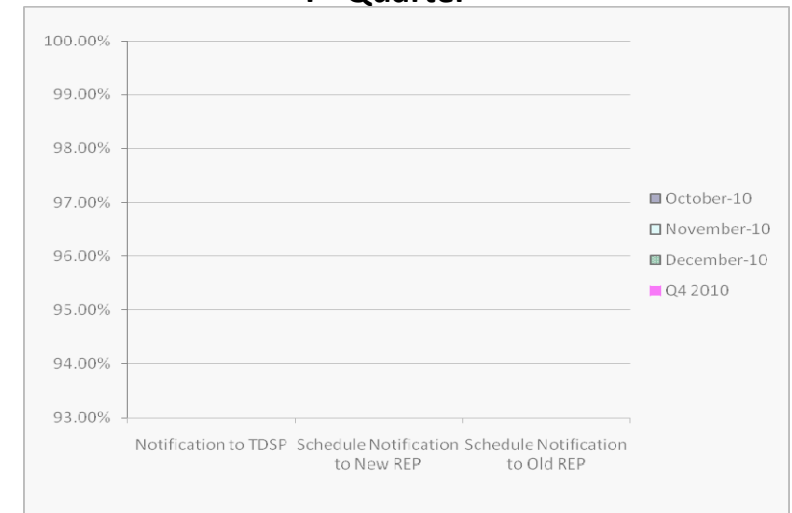 Quarter
100.00%
99.00%
98.00%
97.00%
96.00%
95.00%
94.00%
93.00%
Notification to TDSP
Schedule Notification
to New REP
Schedule Notification
to Old REP
October-10
November-10
December-10
Q4 2010